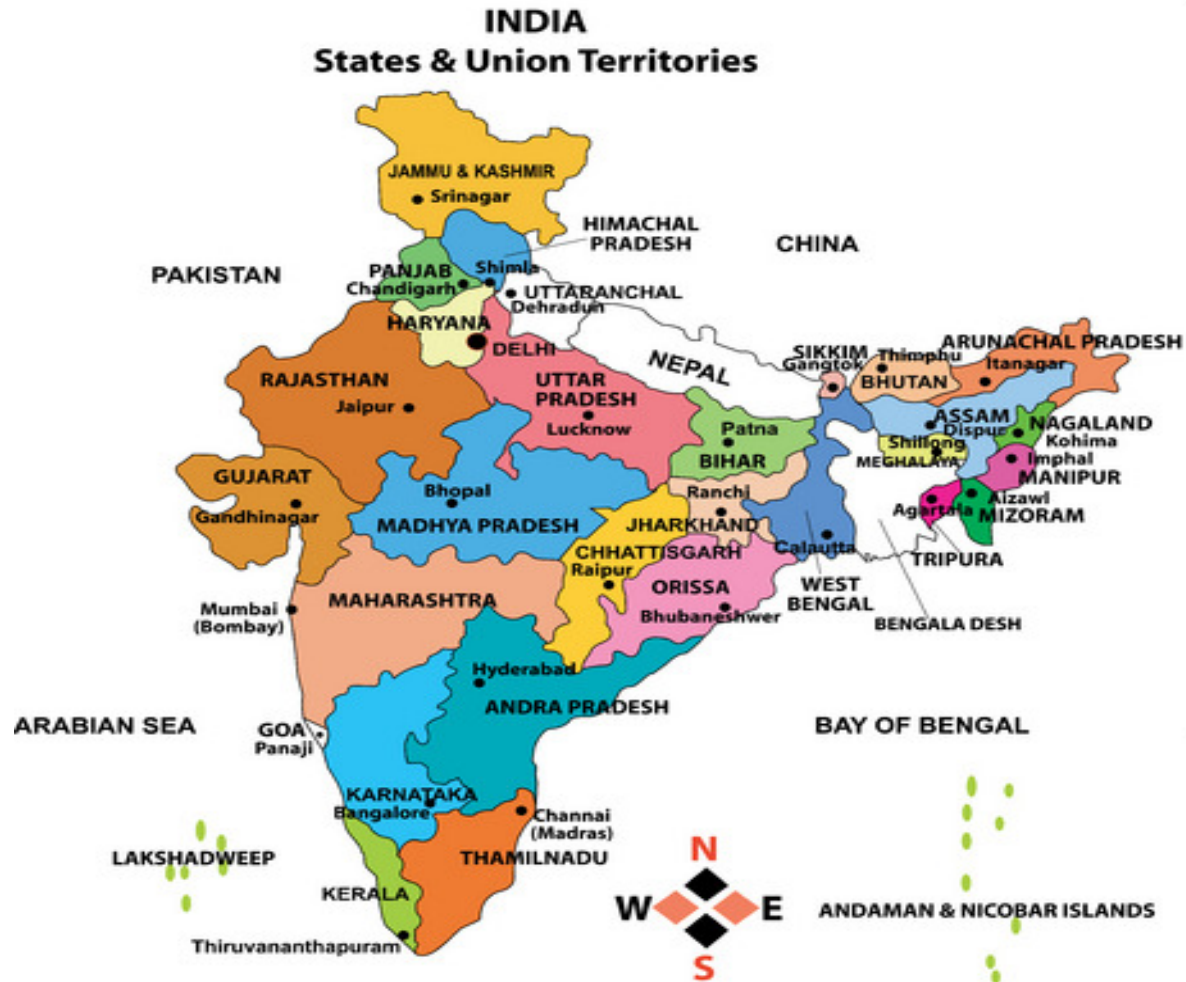 INDIA
States & Union Territories
JAMMU & KASHMIR
Srinagar
HIMACHAL
PRADESH
CHINA
PAKISTAN
PANJAB
Chandigarh
Shimla
UTTARANCHAL
Dehradun
HARYANA
DELHI
NEPAL
SIKKIM
Gangtok
Thimphu
BHUTAN
ARUNACHAL PRADESH
Itanagar
RAJASTHAN
Jaipur
UTTAR
PRADESH
Lucknow
Patna
BIHAR
ASSAM
Dispur
NAGALAND
Kohima
Shillong
MEGHALAYA
Imphal
MANIPUR
GUJARAT
Gandhinagar
Bhopal
MADHYA PRADESH
Ranchi
JHARKHAND
Agartala
Aizawl
MIZORAM
TRIPURA
CHHATTISGARH
Raipur
Calautta
WEST
BENGAL
ORISSA
Bhubaneshwer
BENGALA DESH
MAHARASHTRA
Mumbai
(Bombay)
Hyderabad
ANDRA PRADESH
ARABIAN SEA
GOA
Panaji
BAY OF BENGAL
KARNATAKA
Bangalore
Channai
(Madras)
LAKSHADWEEP
THAMILNADU
KERALA
Thiruvananthapuram
N
W E
S
ANDAMAN & NICOBAR ISLANDS